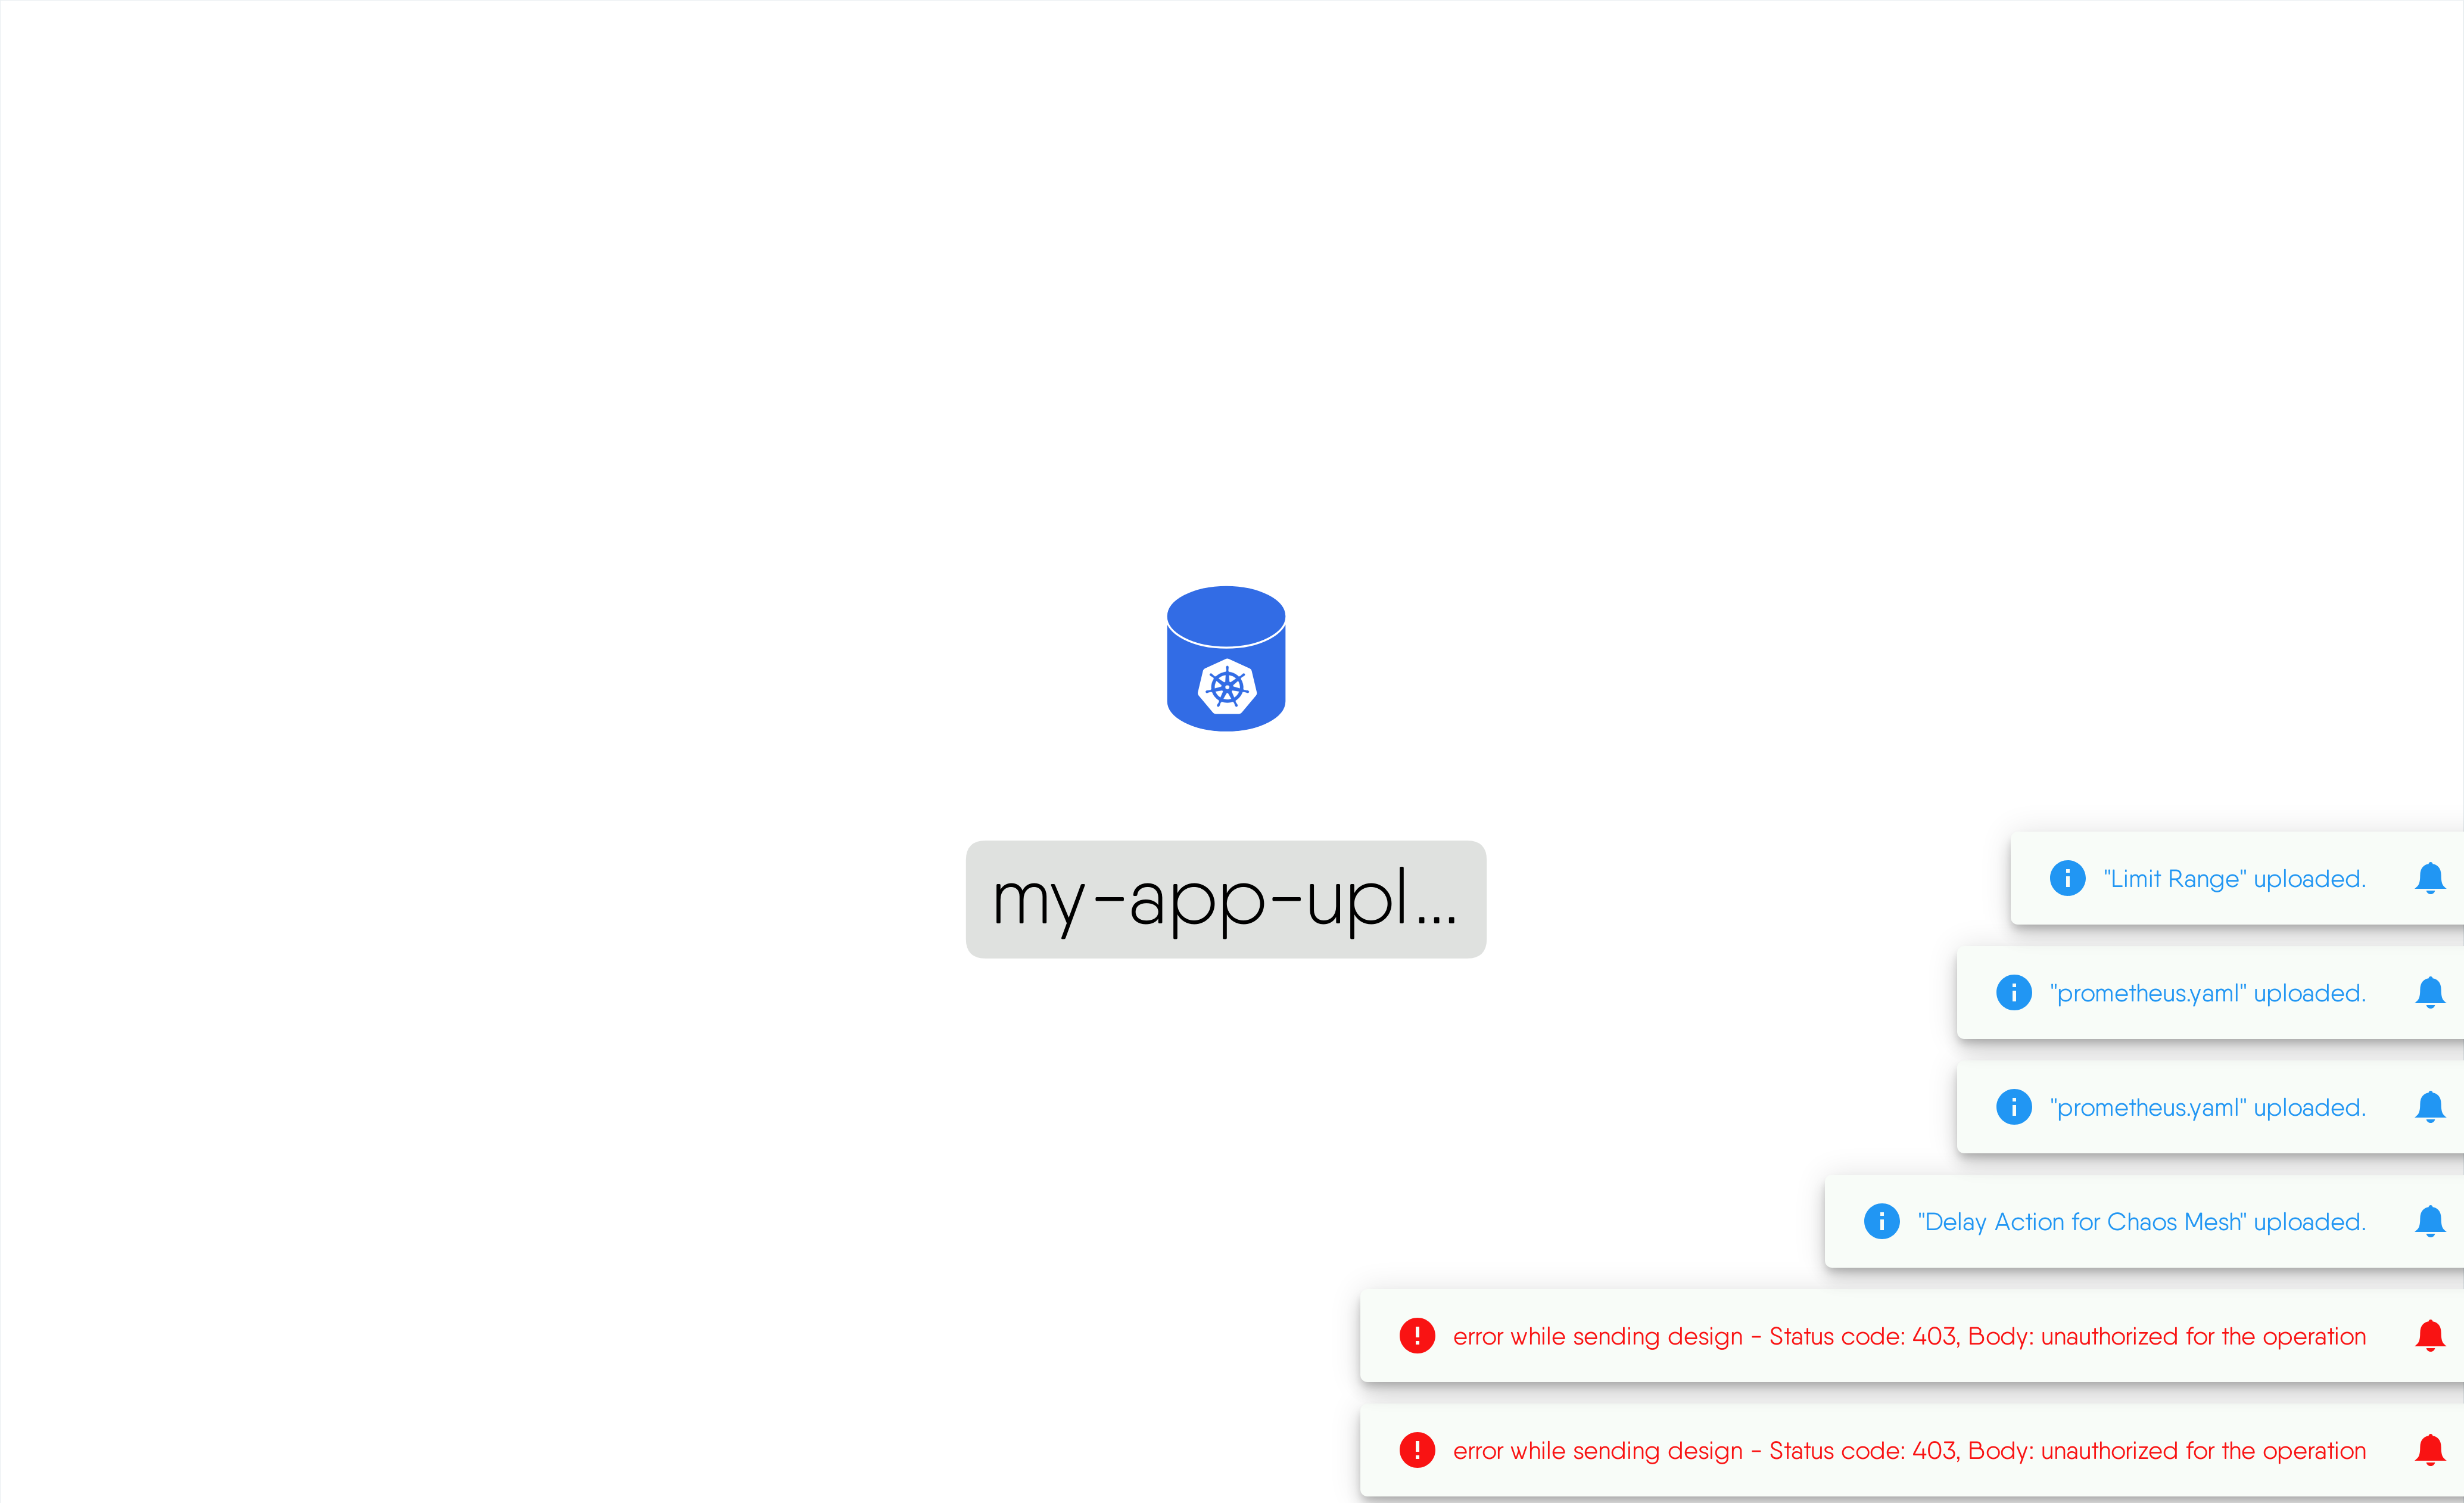 my-app-upl...
"Limit Range" uploaded.
"prometheus.yaml" uploaded.
"prometheus.yaml" uploaded.
"Delay Action for Chaos Mesh" uploaded.
error while sending design - Status code: 403, Body: unauthorized for the operation
error while sending design - Status code: 403, Body: unauthorized for the operation